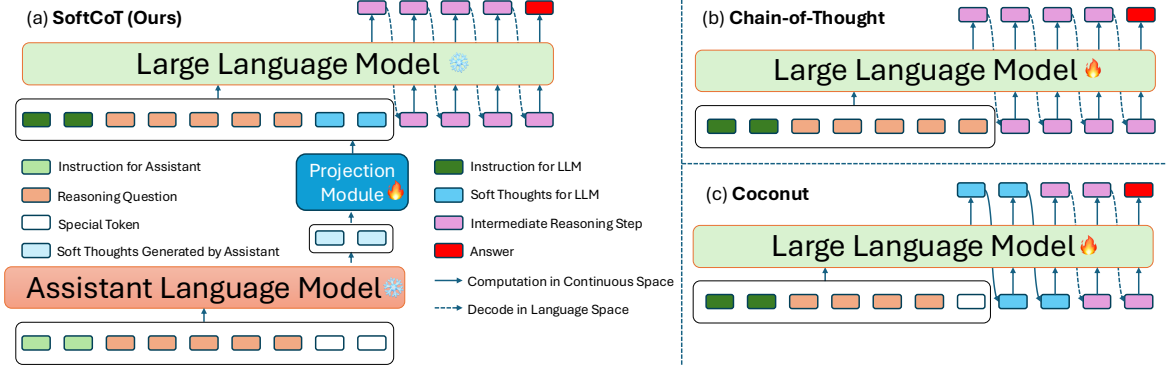 (a) SoftCoT (Ours)
Large Language Model
Instruction for Assistant
Reasoning Question
Special Token
Soft Thoughts Generated by Assistant
Projection
Module
Instruction for LLM
Soft Thoughts for LLM
Intermediate Reasoning Step
Answer
Computation in Continuous Space
Decode in Language Space
Assistant Language Model
(b) Chain-of-Thought
Large Language Model
(c) Coconut
Large Language Model